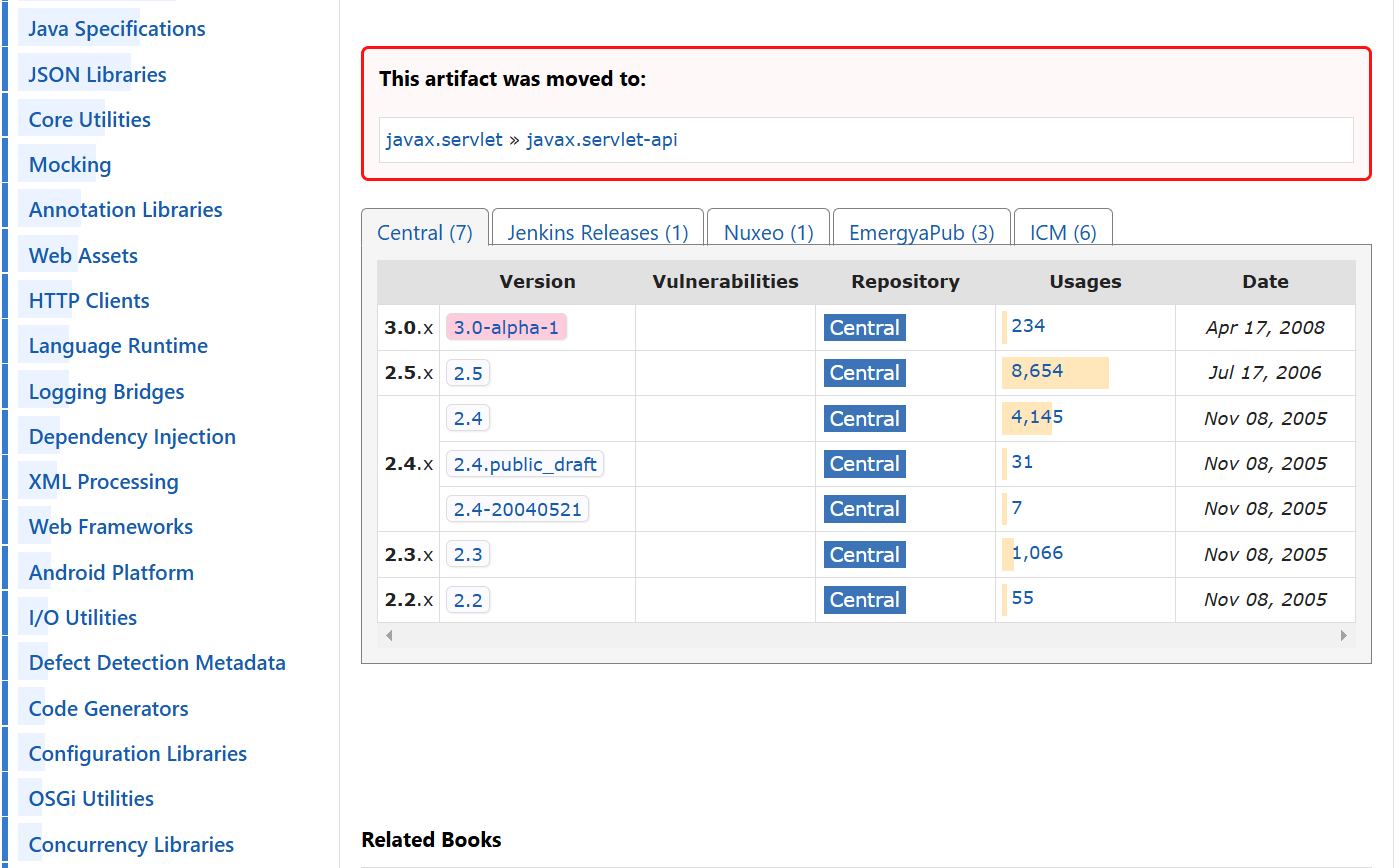 Java Specifications
JSON Libraries
Core Utilities
Mocking
Annotation Libraries
Web Assets
HTTP Clients
Language Runtime
Logging Bridges
Dependency Injection
XML Processing
Web Frameworks
Android Platform
I/O Utilities
Defect Detection Metadata
Code Generators
Configuration Libraries
OSGi Utilities
Concurrency Libraries
This artifact was moved to:
javax.servlet » javax.servlet-api
Central (7) Jenkins Releases (1) Nuxeo (1) EmergyaPub (3) ICM (6)
Version Vulnerabilities Repository Usages Date
3.0.x 3.0-alpha-1 Central 234 Apr 17, 2008
2.5.x 2.5 Central 8,654 Jul 17, 2006
2.4 Central 4,145 Nov 08, 2005
2.4.x 2.4.public_draft Central 31 Nov 08, 2005
2.4-20040521 Central 7 Nov 08, 2005
2.3.x 2.3 Central 1,066 Nov 08, 2005
2.2.x 2.2 Central 55 Nov 08, 2005
Related Books